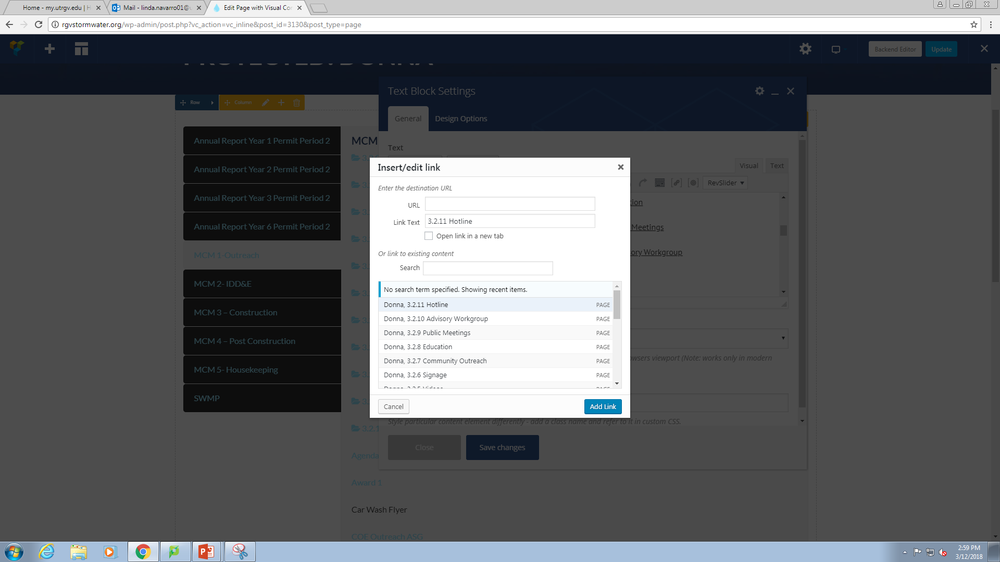 Home - my.utrgv.edu | H
Mail - linda.navarro01@u
Edit Page with Visual Co
rgvstormwater.org/wp-admin/post.php?vc_action=vc_inline&post_id=3130&post_type=page
Backend Editor
Update
PROTECTED: DONNA
Text Block Settings
Row
Column
General
Design Options
Annual Report Year 1 Permit Period 2
MCM
Text
Insert/edit link
Visual
Text
Annual Report Year 2 Permit Period 2
RevSlider
Enter the destination URL
URL
Annual Report Year 3 Permit Period 2
Link Text
3.2.11 Hotline
Meetings
Annual Report Year 6 Permit Period 2
Open link in a new tab
Or link to existing content
ory Workgroup
MCM 1-Outreach
Search
MCM 2- IDD&E
No search term specified. Showing recent items.
Donna, 3.2.11 Hotline
PAGE
MCM 3 – Construction
Donna, 3.2.10 Advisory Workgroup
PAGE
Donna, 3.2.9 Public Meetings
PAGE
MCM 4 – Post Construction
Donna, 3.2.8 Education
PAGE
Donna, 3.2.7 Community Outreach
PAGE
wsers viewport (Note: works only in modern
MCM 5- Housekeeping
Donna, 3.2.6 Signage
PAGE
Donna, 3.2.5 Videos
PAGE
SWMP
Cancel
Add Link
Style particular content element differently - add a class name and refer to it in custom CSS.
3.2.1
Close
Save changes
Agenda
Award 1
Car Wash Flyer
COE Outreach ASG
2:59 PM
3/12/2018